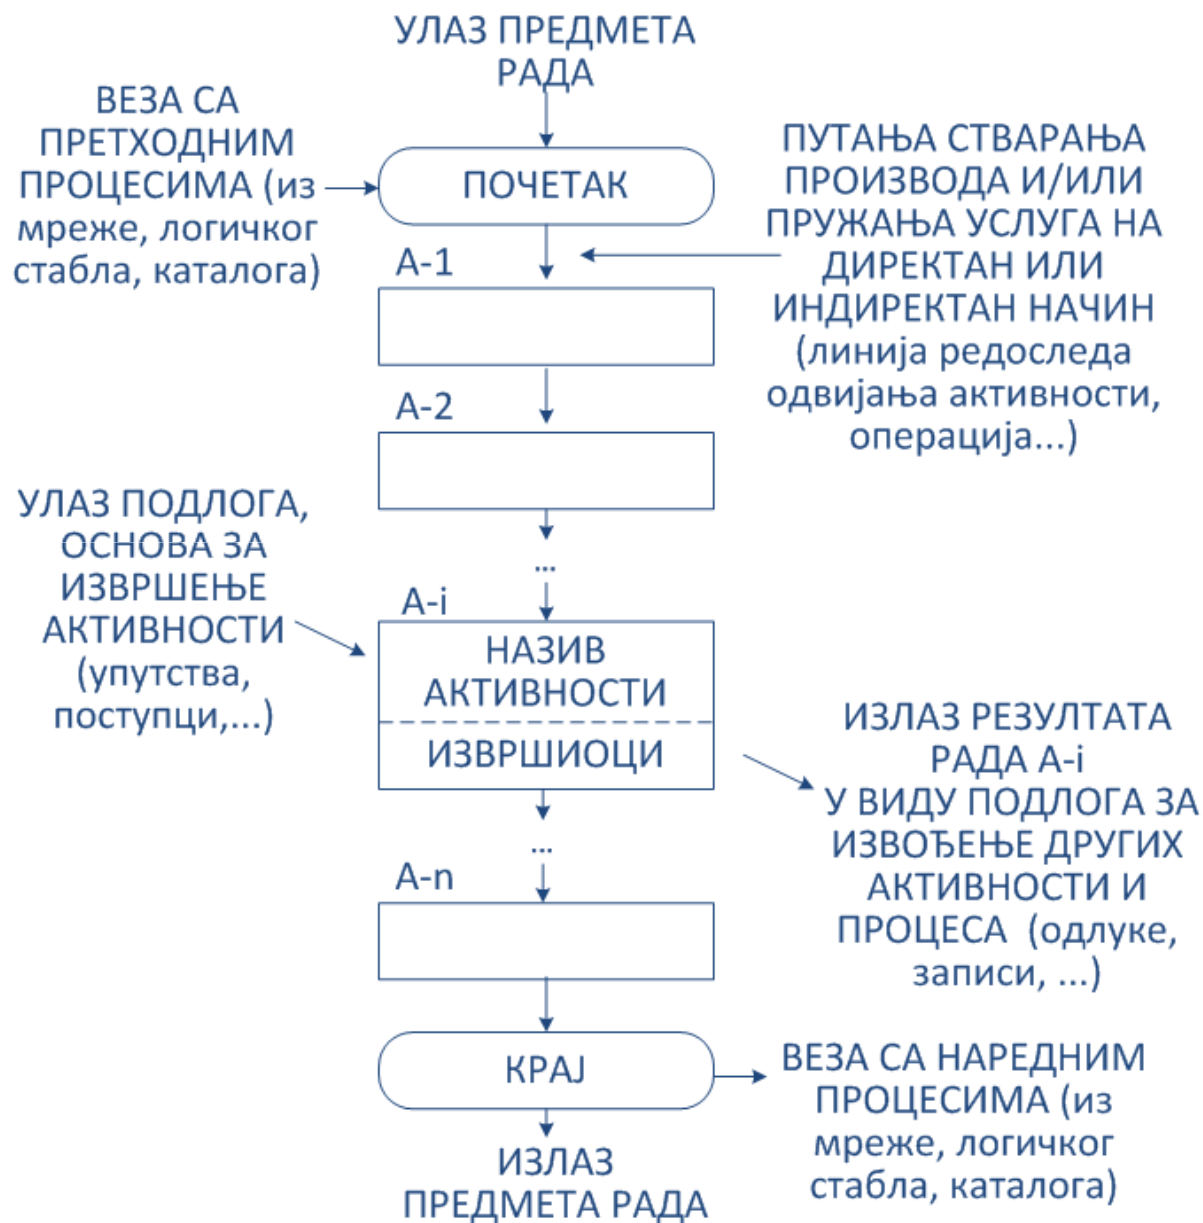 УЛАЗ ПРЕДМЕТА
РАДА
ВЕЗА СА
ПРЕТХОДНИМ
ПРОЦЕСИМА (из
мреже, логичког
стабла, каталога)
ПОЧЕТАК
ПУТАЊА СТВАРАЊА
ПРОИЗВОДА И/ИЛИ
ПРУЖАЊА УСЛУГА НА
ДИРЕКТАН ИЛИ
ИНДИРЕКТАН НАЧИН
(линија редоследа
одвијања активности,
операција...)
А-1
А-2
...
УЛАЗ ПОДЛОГА,
ОСНОВА ЗА
ИЗВРШЕЊЕ
АКТИВНОСТИ
(упутства,
поступци,...)
А-i
НАЗИВ
АКТИВНОСТИ
ИЗВРШИОЦИ
ИЗЛАЗ РЕЗУЛТАТА
РАДА А-i
У ВИДУ ПОДЛОГА ЗА
ИЗВОЂЕЊЕ ДРУГИХ
АКТИВНОСТИ И
ПРОЦЕСА (одлуке,
записи, ...)
...
А-n
КРАЈ
ВЕЗА СА НАРЕДНИМ
ПРОЦЕСИМА (из
мреже, логичког
стабла, каталога)
ИЗЛАЗ
ПРЕДМЕТА РАДА